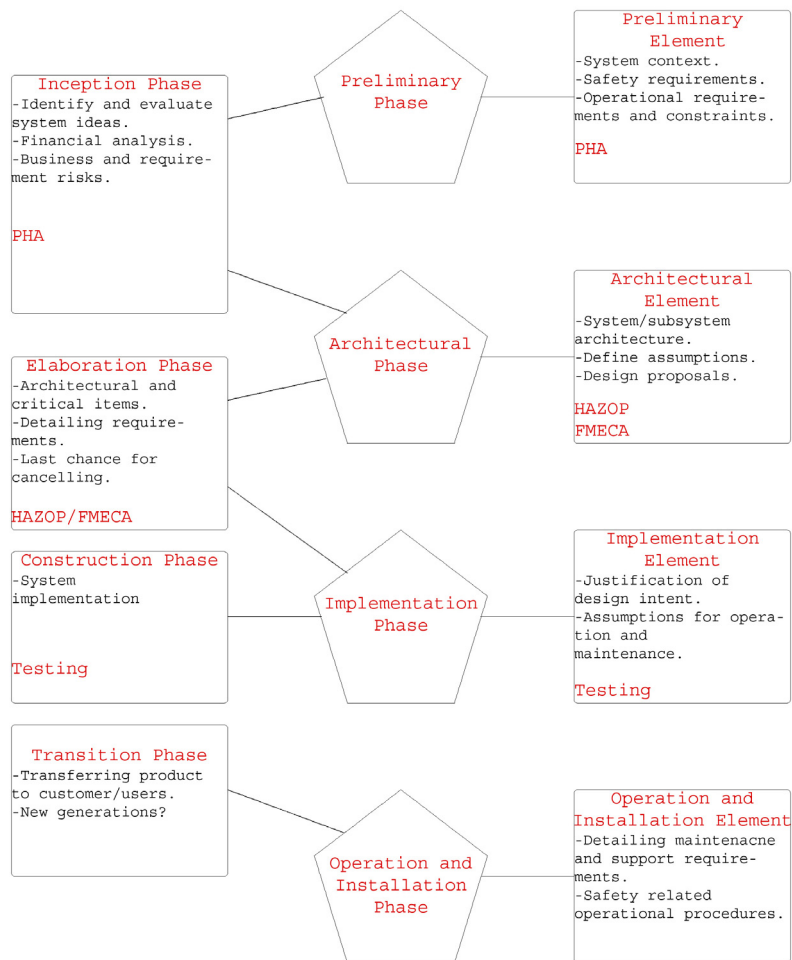 Inception Phase
-Identify and evaluate
system ideas.
-Financial analysis.
-Business and require-
ment risks.
PHA
Preliminary
Phase
Preliminary
Element
-System context.
-Safety requirements.
-Operational require-
ments and constraints.
PHA
Architectural
Phase
Architectural
Element
-System/subsystem
architecture.
-Define assumptions.
-Design proposals.
HAZOP
FMECA
Elaboration Phase
-Architectural and
critical items.
-Detailing require-
ments.
-Last chance for
cancelling.
HAZOP/FMECA
Construction Phase
-System
implementation
Testing
Implementation
Phase
Implementation
Element
-Justification of
design intent.
-Assumptions for opera-
tion and
maintenance.
Testing
Transition Phase
-Transferring product
to customer/users.
-New generations?
Operation and
Installation
Phase
Operation and
Installation Element
-Detailing maintenacne
and support require-
ments.
-Safety related
operational procedures.